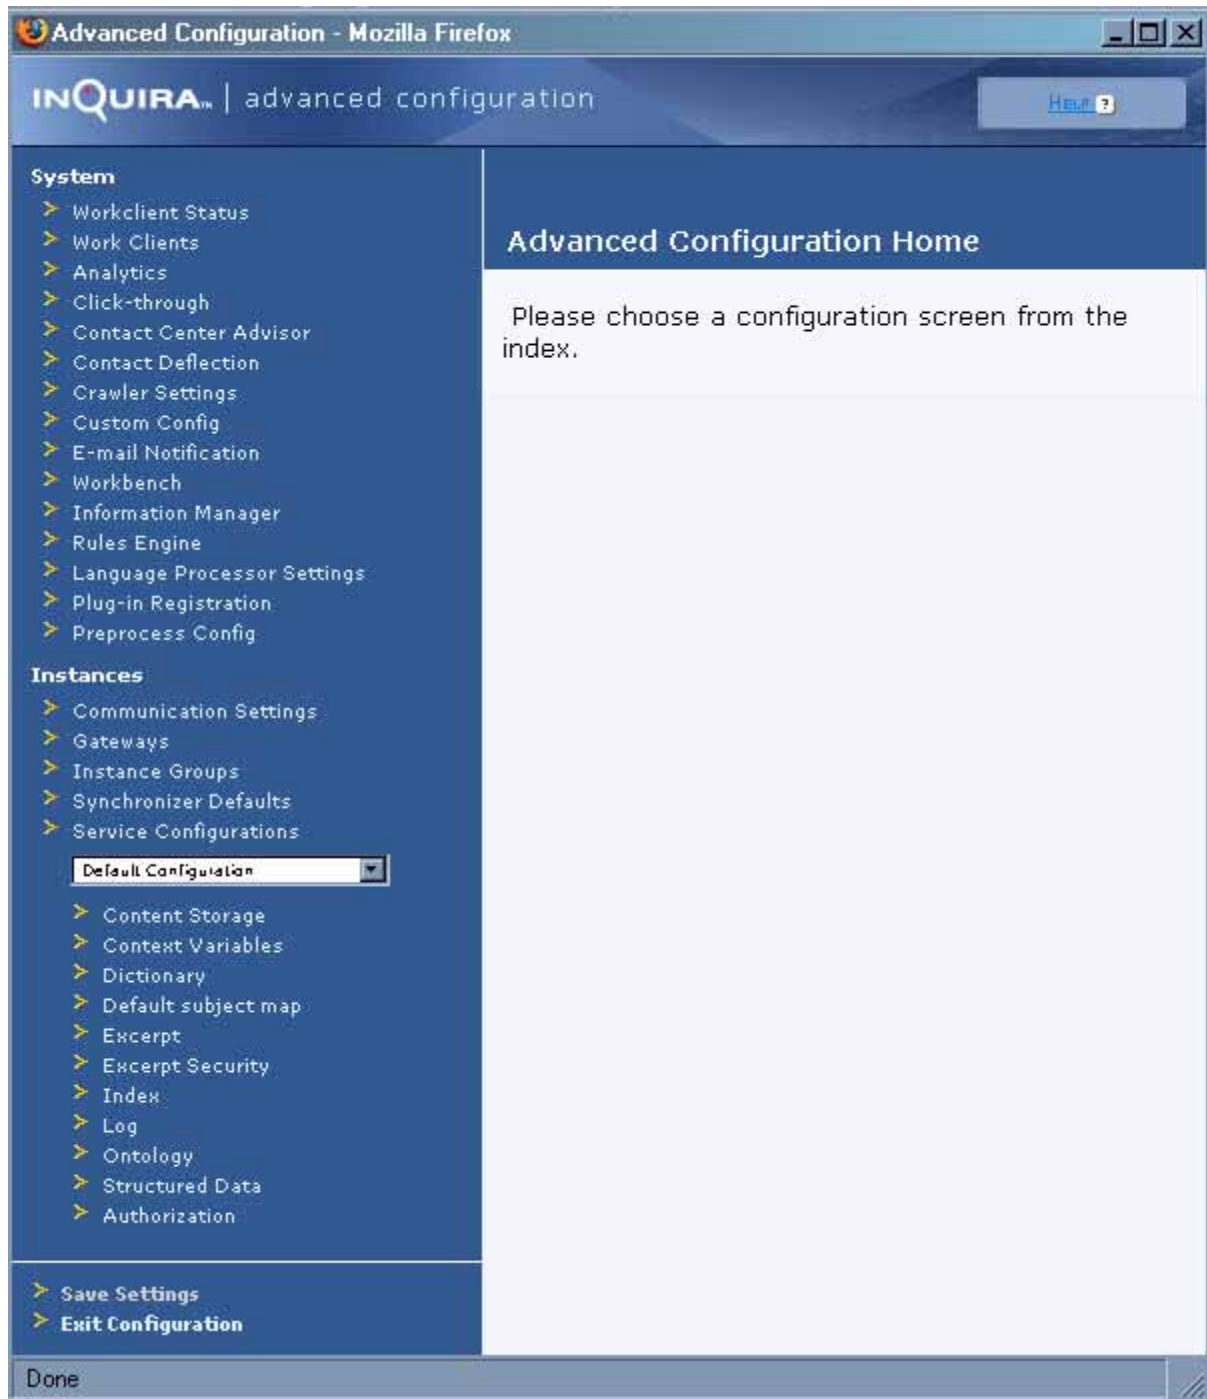 Advanced Configuration - Mozilla Firefox
INQUIRA™ | advanced configuration
HELP ?
System
Workclient Status
Work Clients
Analytics
Click-through
Contact Center Advisor
Contact Deflection
Crawler Settings
Custom Config
E-mail Notification
Workbench
Information Manager
Rules Engine
Language Processor Settings
Plug-in Registration
Preprocess Config
Instances
Communication Settings
Gateways
Instance Groups
Synchronizer Defaults
Service Configurations
Default Configuration
Content Storage
Context Variables
Dictionary
Default subject map
Excerpt
Excerpt Security
Index
Log
Ontology
Structured Data
Authorization
Save Settings
Exit Configuration
Advanced Configuration Home
Please choose a configuration screen from the
index.
Done